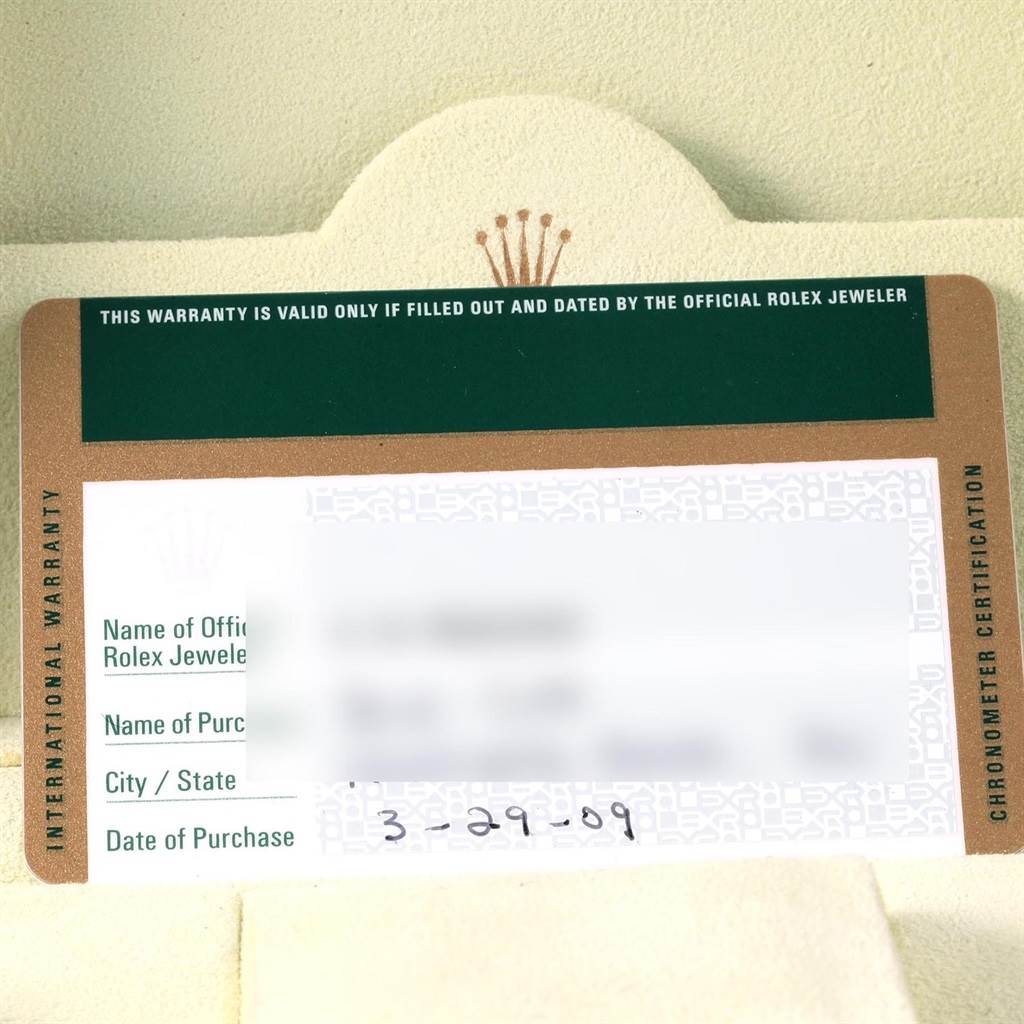 THIS WARRANTY IS VALID ONLY IF FILLED OUT AND DATED BY THE OFFICIAL ROLEX JEWELER
INTERNATIONAL WARRANTY
Name of Offic
Rolex Jewele
Name of Purc
City / State
Date of Purchase 3-29-09
CHRONOMETER CERTIFICATION